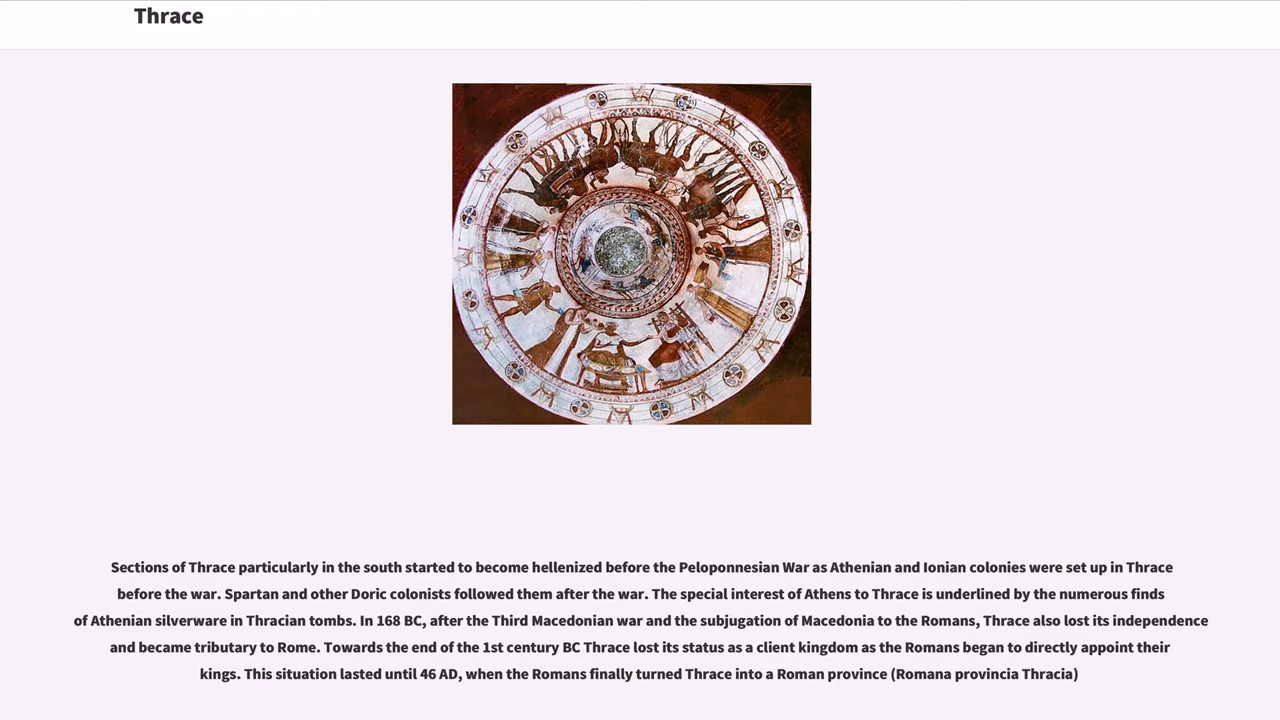 Thrace
Sections of Thrace particularly in the south started to become hellenized before the Peloponnesian War as Athenian and Ionian colonies were set up in Thrace
before the war. Spartan and other Doric colonists followed them after the war. The special interest of Athens to Thrace is underlined by the numerous finds
of Athenian silverware in Thracian tombs. In 168 BC, after the Third Macedonian war and the subjugation of Macedonia to the Romans, Thrace also lost its independence
and became tributary to Rome. Towards the end of the 1st century BC Thrace lost its status as a client kingdom as the Romans began to directly appoint their
kings. This situation lasted until 46 AD, when the Romans finally turned Thrace into a Roman province (Romana provincia Thracia)